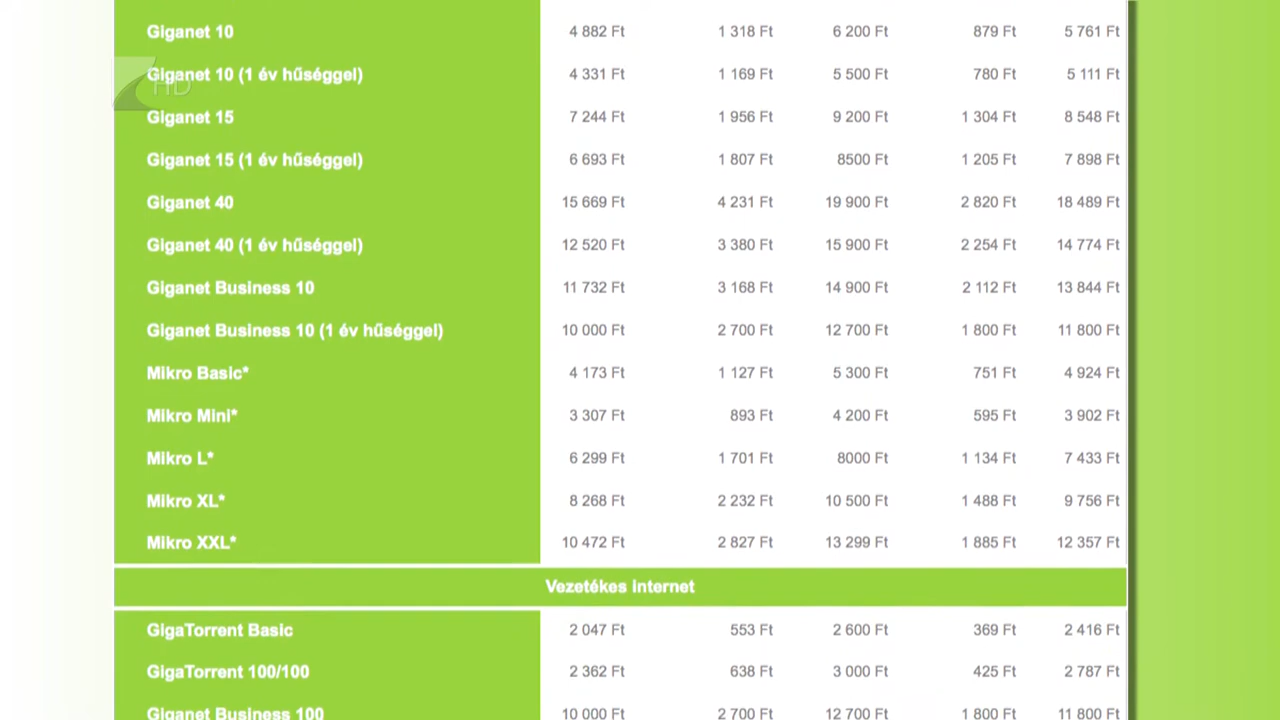 Giganet 10 4 882 Ft 1 318 Ft 6 200 Ft 879 Ft 5 761 Ft
Giganet 10 (1 év hűséggel) 4 331 Ft 1 169 Ft 5 500 Ft 780 Ft 5 111 Ft
HD
Giganet 15 7 244 Ft 1 956 Ft 9 200 Ft 1 304 Ft 8 548 Ft
Giganet 15 (1 év hűséggel) 6 693 Ft 1 807 Ft 8500 Ft 1 205 Ft 7 898 Ft
Giganet 40 15 669 Ft 4 231 Ft 19 900 Ft 2 820 Ft 18 489 Ft
Giganet 40 (1 év hűséggel) 12 520 Ft 3 380 Ft 15 900 Ft 2 254 Ft 14 774 Ft
Giganet Business 10 11 732 Ft 3 168 Ft 14 900 Ft 2 112 Ft 13 844 Ft
Giganet Business 10 (1 év hűséggel) 10 000 Ft 2 700 Ft 12 700 Ft 1 800 Ft 11 800 Ft
Mikro Basic* 4 173 Ft 1 127 Ft 5 300 Ft 751 Ft 4 924 Ft
Mikro Mini* 3 307 Ft 893 Ft 4 200 Ft 595 Ft 3 902 Ft
Mikro L* 6 299 Ft 1 701 Ft 8000 Ft 1 134 Ft 7 433 Ft
Mikro XL* 8 268 Ft 2 232 Ft 10 500 Ft 1 488 Ft 9 756 Ft
Mikro XXL* 10 472 Ft 2 827 Ft 13 299 Ft 1 885 Ft 12 357 Ft
Vezetékes internet
GigaTorrent Basic 2 047 Ft 553 Ft 2 600 Ft 369 Ft 2 416 Ft
GigaTorrent 100/100 2 362 Ft 638 Ft 3 000 Ft 425 Ft 2 787 Ft
Giganet Business 100 10 000 Ft 2 700 Ft 12 700 Ft 1 800 Ft 11 800 Ft